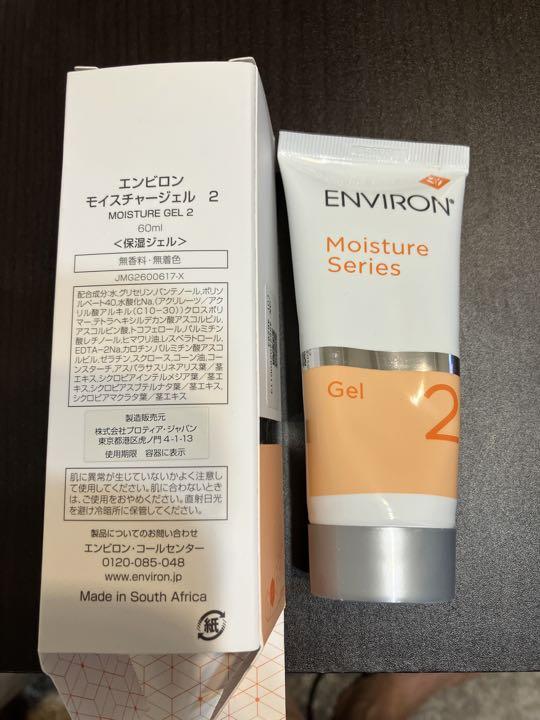 エンビロン
モイスチャージェル 2
MOISTURE GEL 2
60ml
<保湿ジェル>
無香料・無着色
JMG2600617-X
配合成分:水,グリセリン,パンテノール,ポリソ
ルベート40,水酸化Na,(アクリレーツ/アク
リル酸アルキル(C10-30))クロスポリ
マー,テトラヘキシルデカン酸アスコルビル,
アスコルビン酸,トコフェロール,パルミチン
酸レチノール,ヒマワリ油,レスベラトロール,
EDTA-2Na,カロチン,パルミチン酸アスコ
ルビル,ゼラチン,スクロース,コーン油,コー
ンスターチ,アスパラサスリネアリス葉/茎
エキス,シクロピアインテルメジア葉/茎エ
キス,シクロピアスブテルナタ葉/茎エキス,
シクロピアマクラタ葉/茎エキス
製造販売元
株式会社プロティア・ジャパン
東京都港区虎ノ門4-1-13
使用期限 容器に表示
肌に異常が生じていないかよく注意し
て使用してください。肌に合わないとき
は、ご使用をおやめください。直射日光
を避け冷暗所に保管してください。
製品についてのお問い合わせ
エンビロン・コールセンター
0120-085-048
www.environ.jp
Made in South Africa
紙
ENVIRON®
Moisture
Series
Gel 2